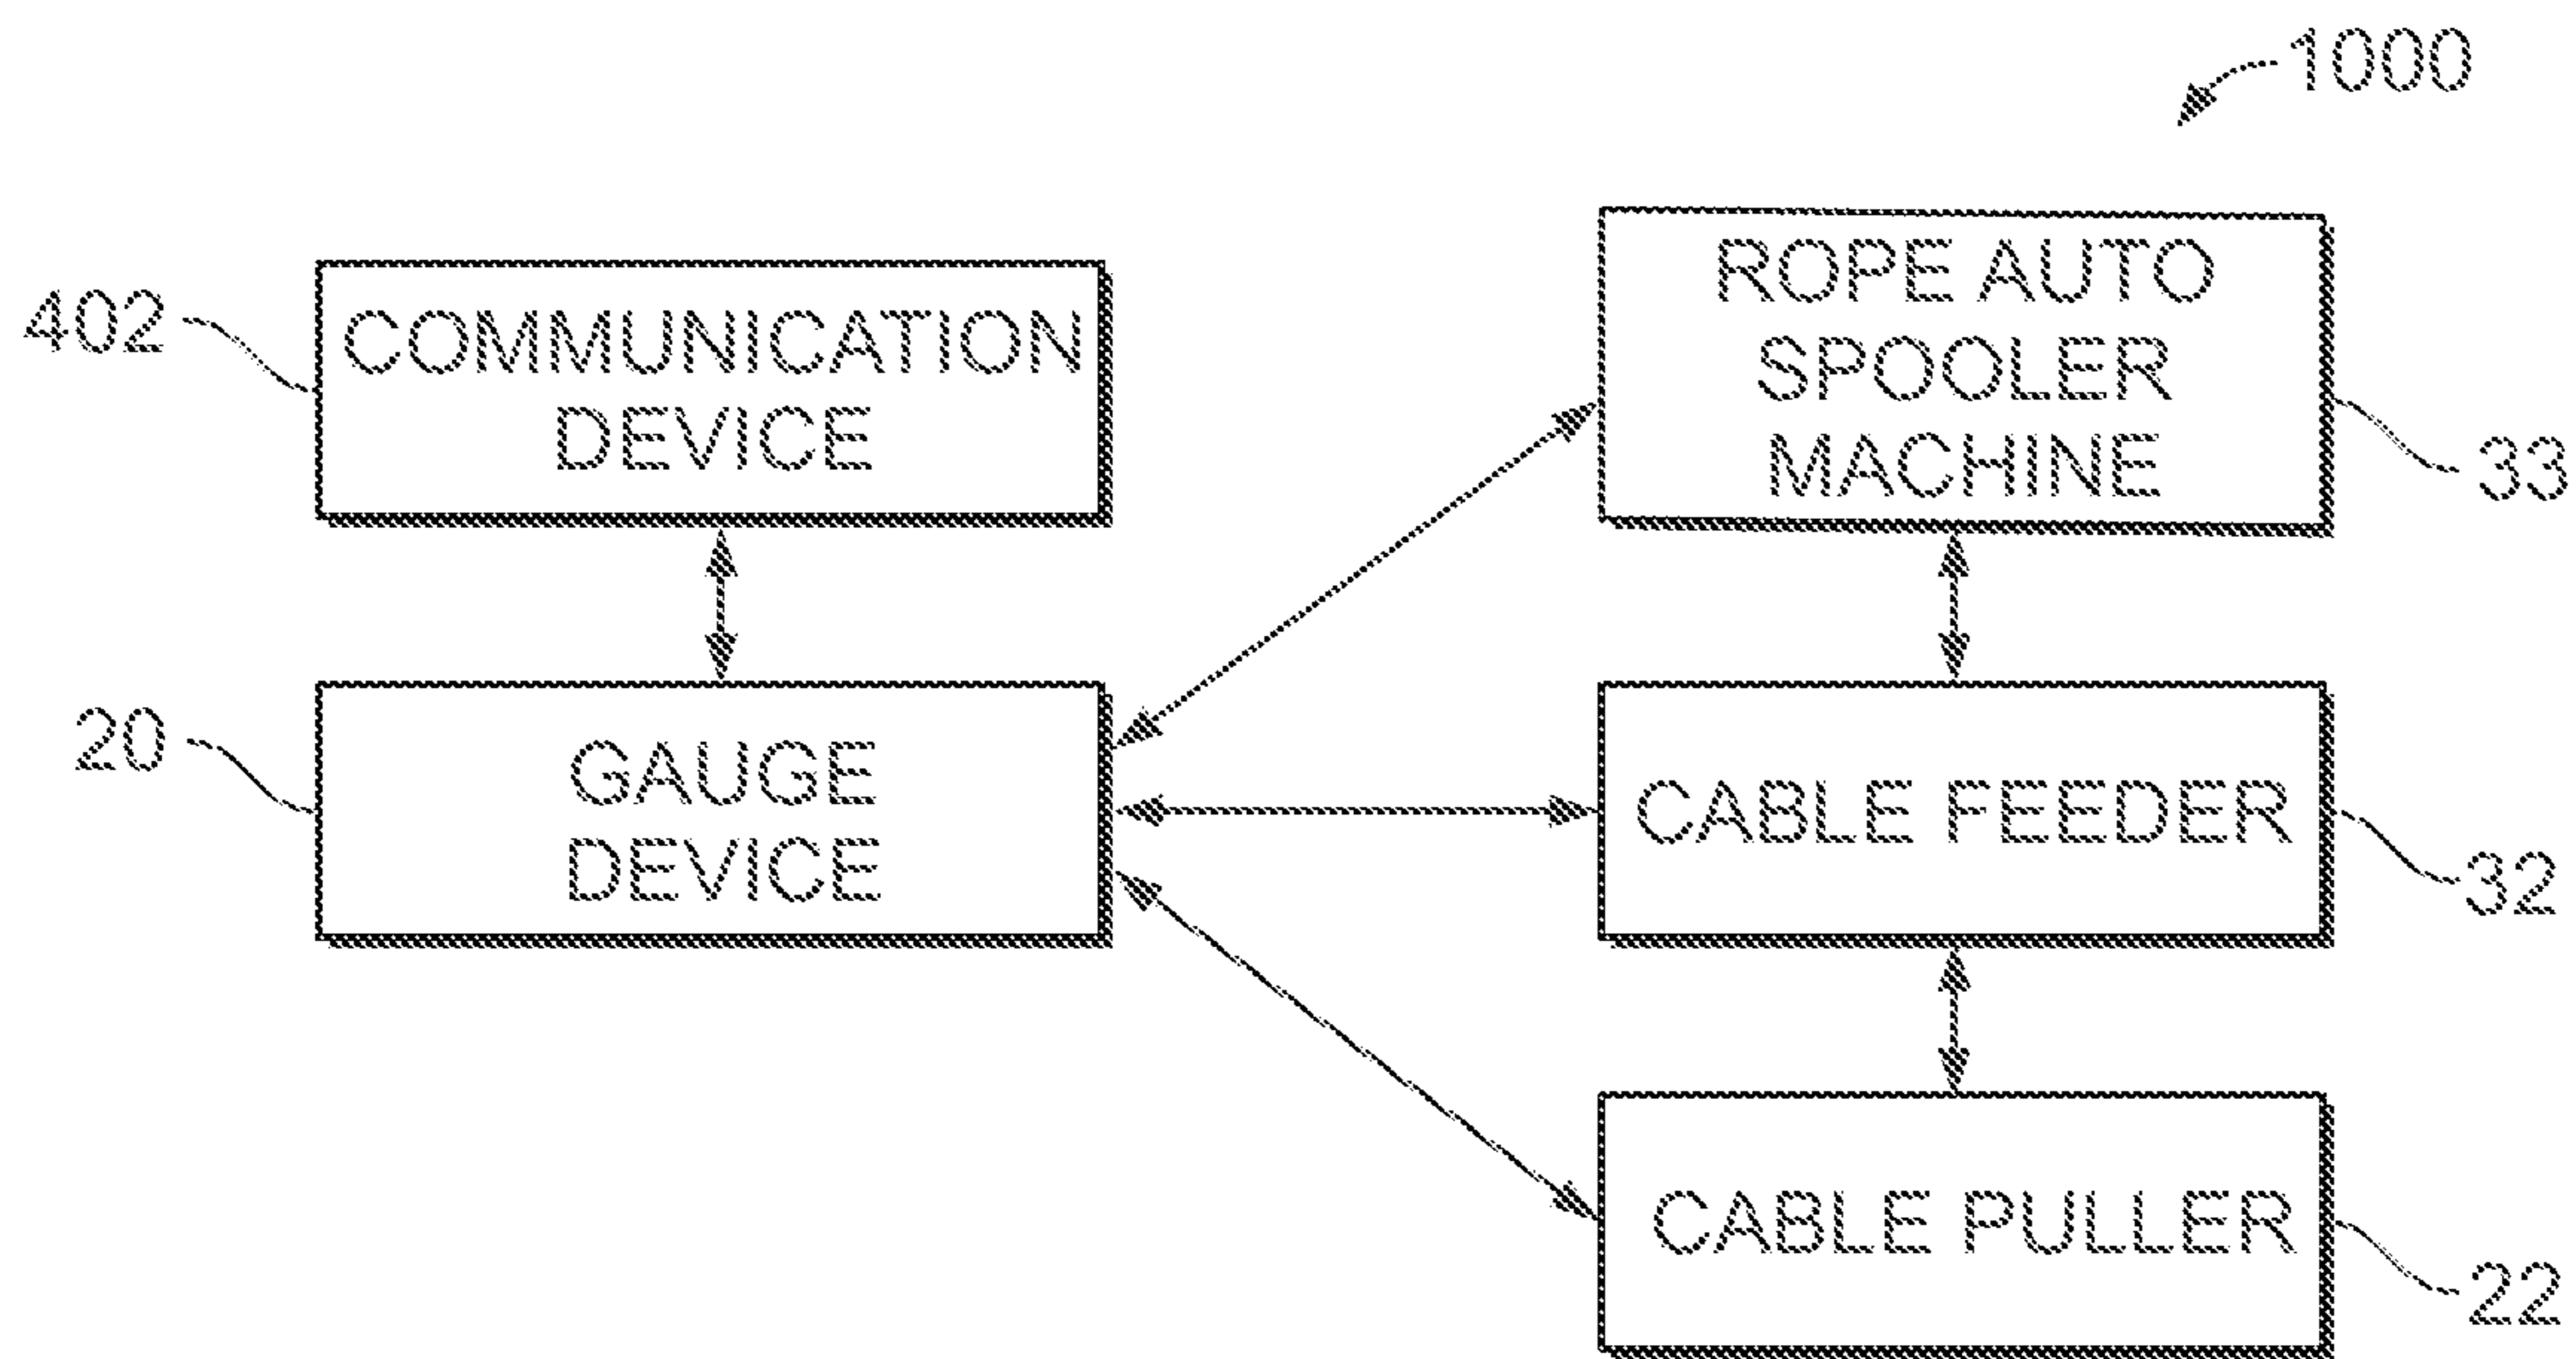 1000
402
COMMUNICATION
DEVICE
ROPE AUTO
SPOOLER
MACHINE
33
20
GAUGE
DEVICE
CABLE FEEDER
32
CABLE PULLER
22